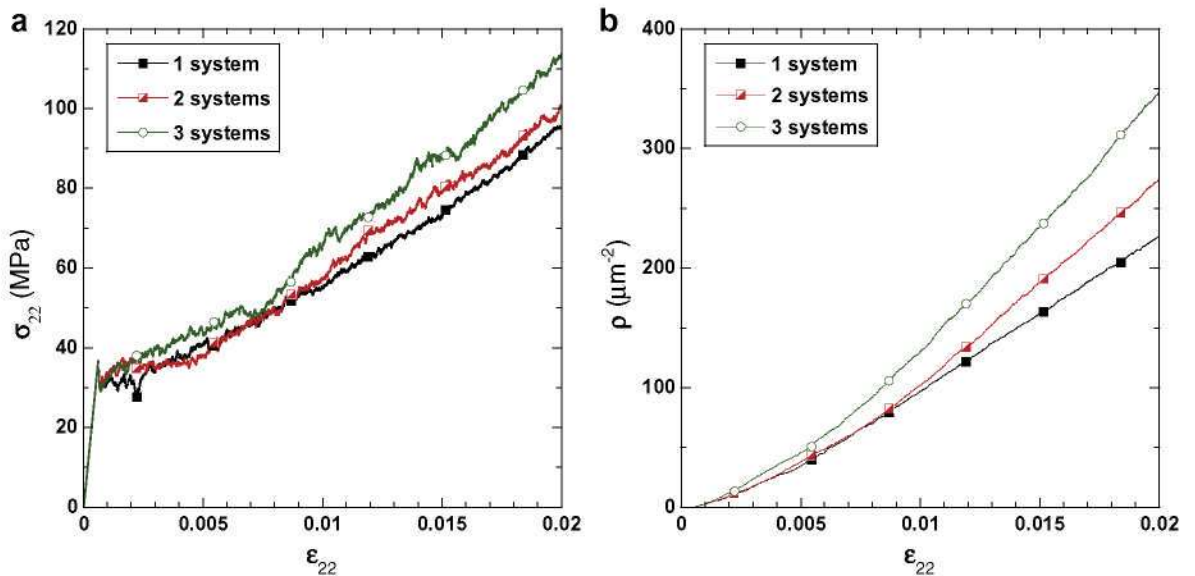 a
120
100
80
60
40
20
0
σ22 (MPa)
1 system
2 systems
3 systems
0 0.005 0.01 0.015 0.02
ε22
b
400
300
200
100
0
ρ (μm-2)
1 system
2 systems
3 systems
0 0.005 0.01 0.015 0.02
ε22